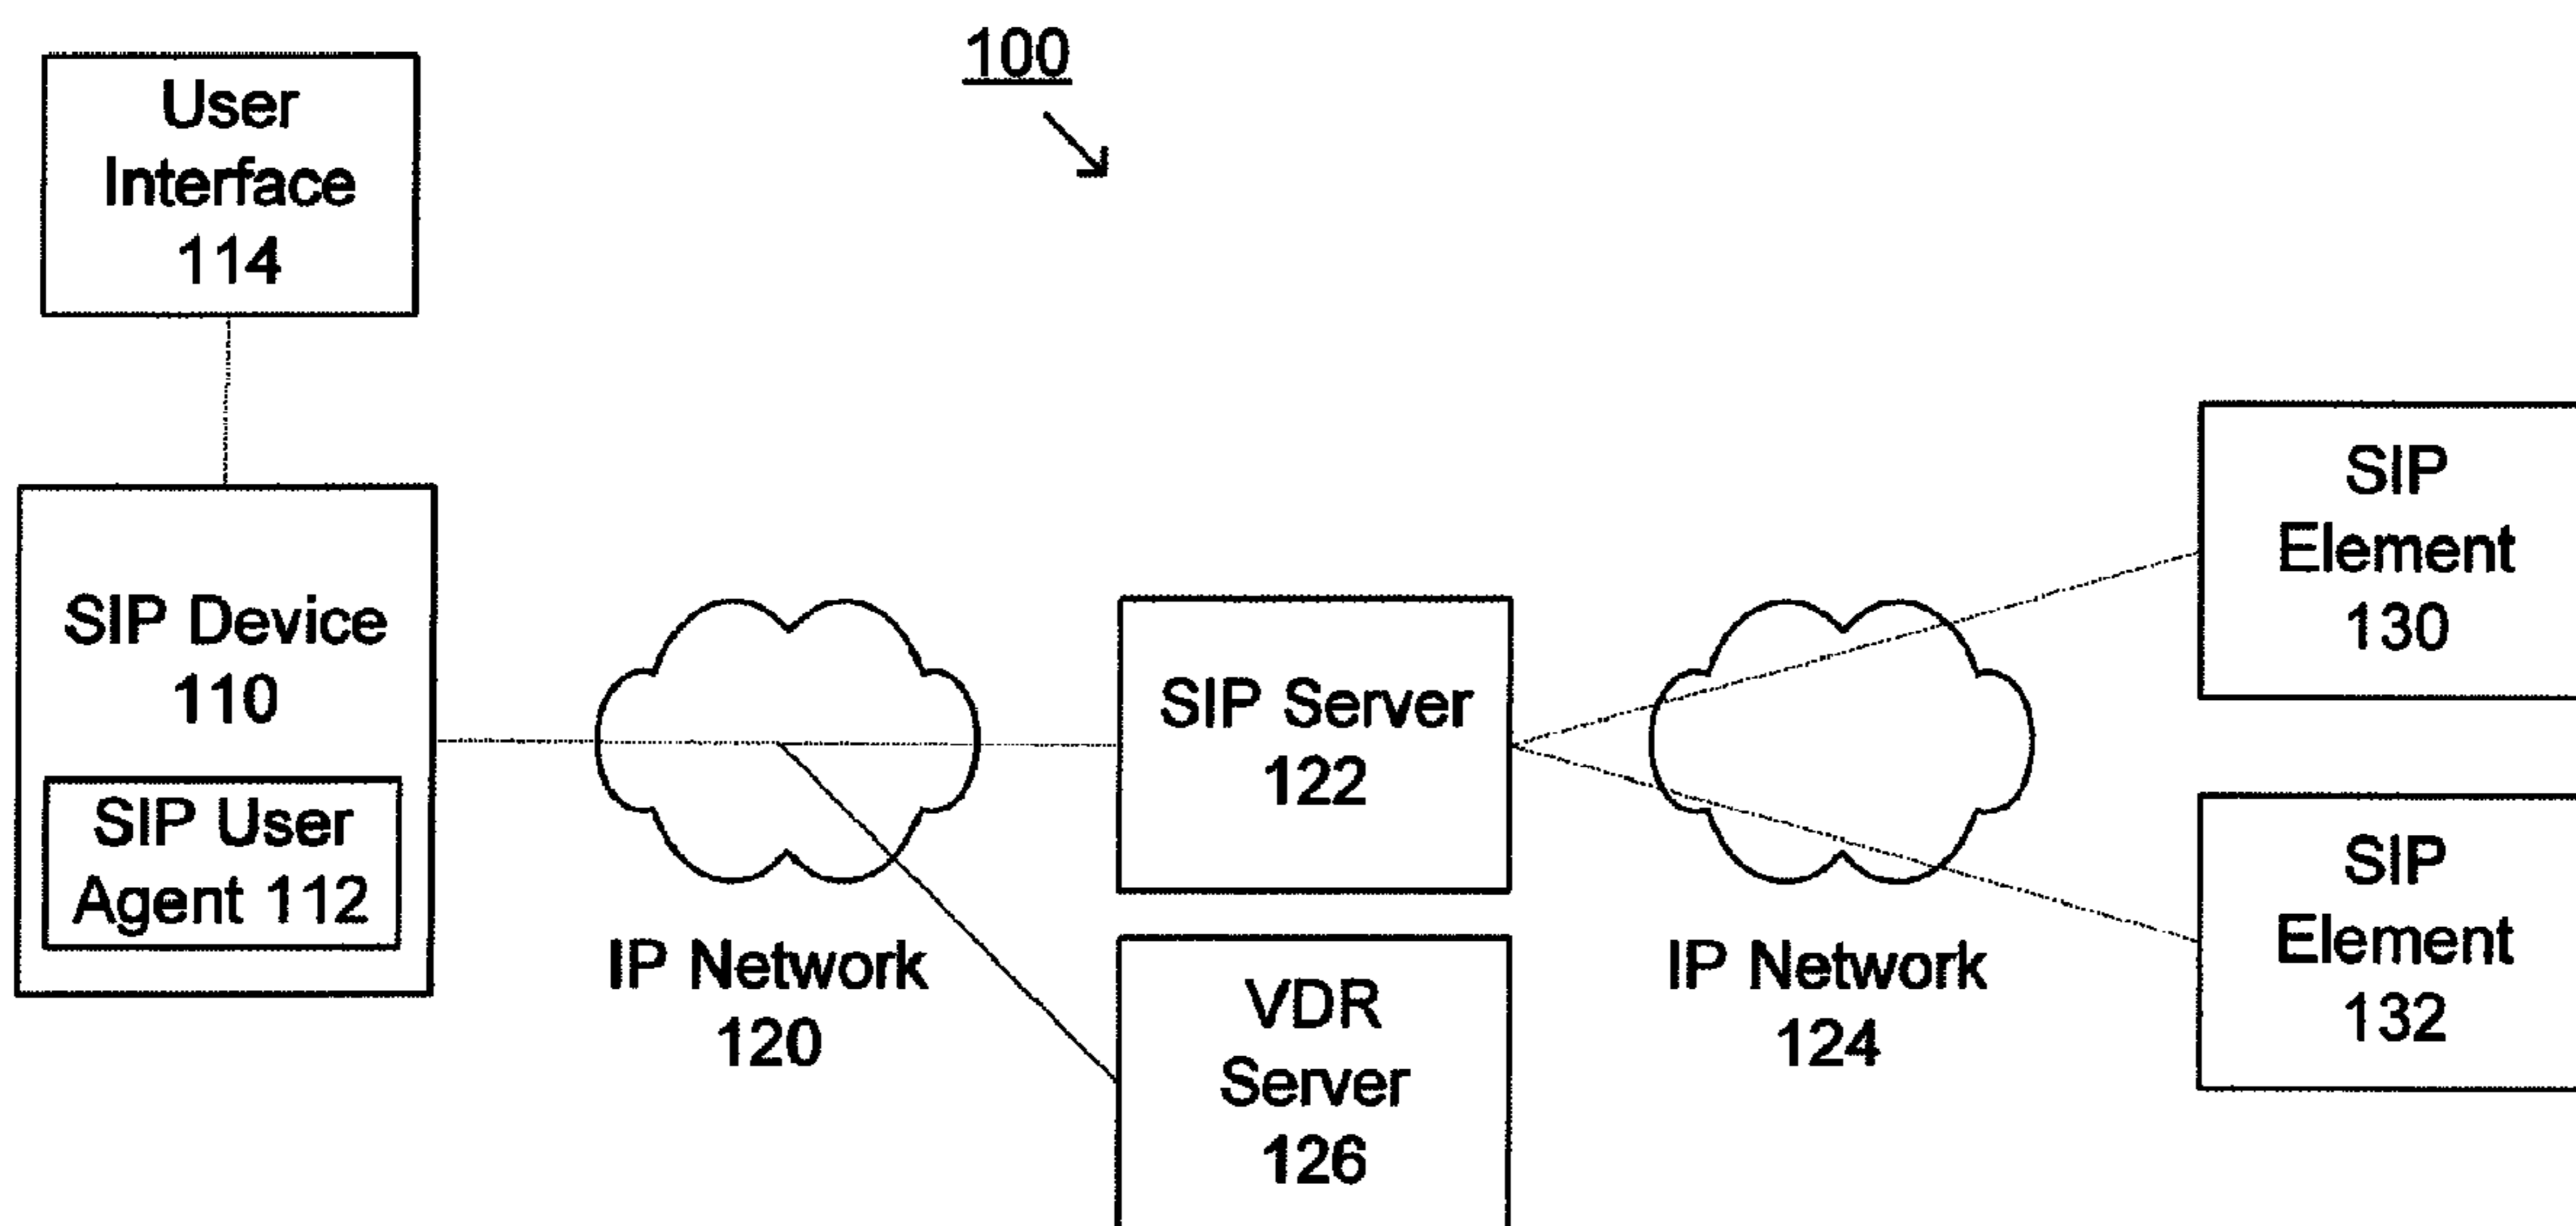 100
User
Interface
114
SIP Device
110
SIP User
Agent 112
IP Network
120
SIP Server
122
VDR
Server
126
IP Network
124
SIP
Element
130
SIP
Element
132